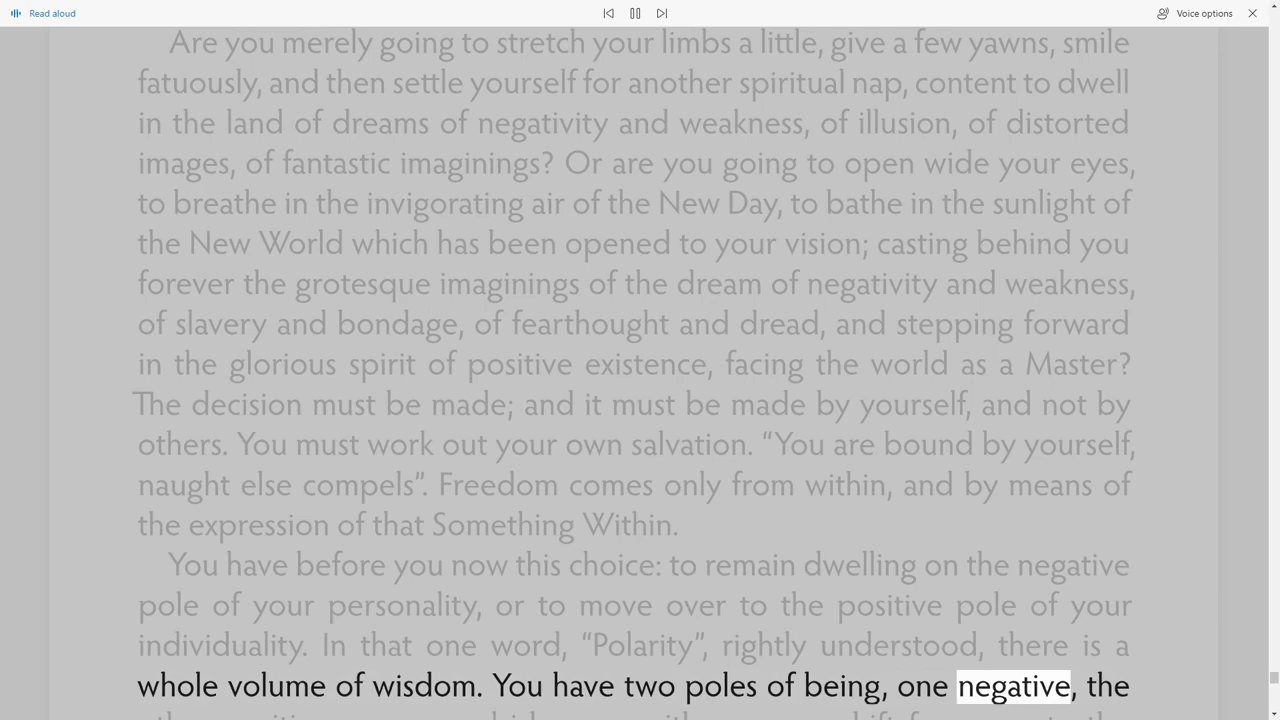 Read aloud
Voice options
Are you merely going to stretch your limbs a little, give a few yawns, smile
fatuously, and then settle yourself for another spiritual nap, content to dwell
in the land of dreams of negativity and weakness, of illusion, of distorted
images, of fantastic imaginings? Or are you going to open wide your eyes,
to breathe in the invigorating air of the New Day, to bathe in the sunlight of
the New World which has been opened to your vision; casting behind you
forever the grotesque imaginings of the dream of negativity and weakness,
of slavery and bondage, of fearthought and dread, and stepping forward
in the glorious spirit of positive existence, facing the world as a Master?
The decision must be made; and it must be made by yourself, and not by
others. You must work out your own salvation. “You are bound by yourself,
naught else compels”. Freedom comes only from within, and by means of
the expression of that Something Within.
You have before you now this choice: to remain dwelling on the negative
pole of your personality, or to move over to the positive pole of your
individuality. In that one word, “Polarity”, rightly understood, there is a
whole volume of wisdom. You have two poles of being, one negative, the